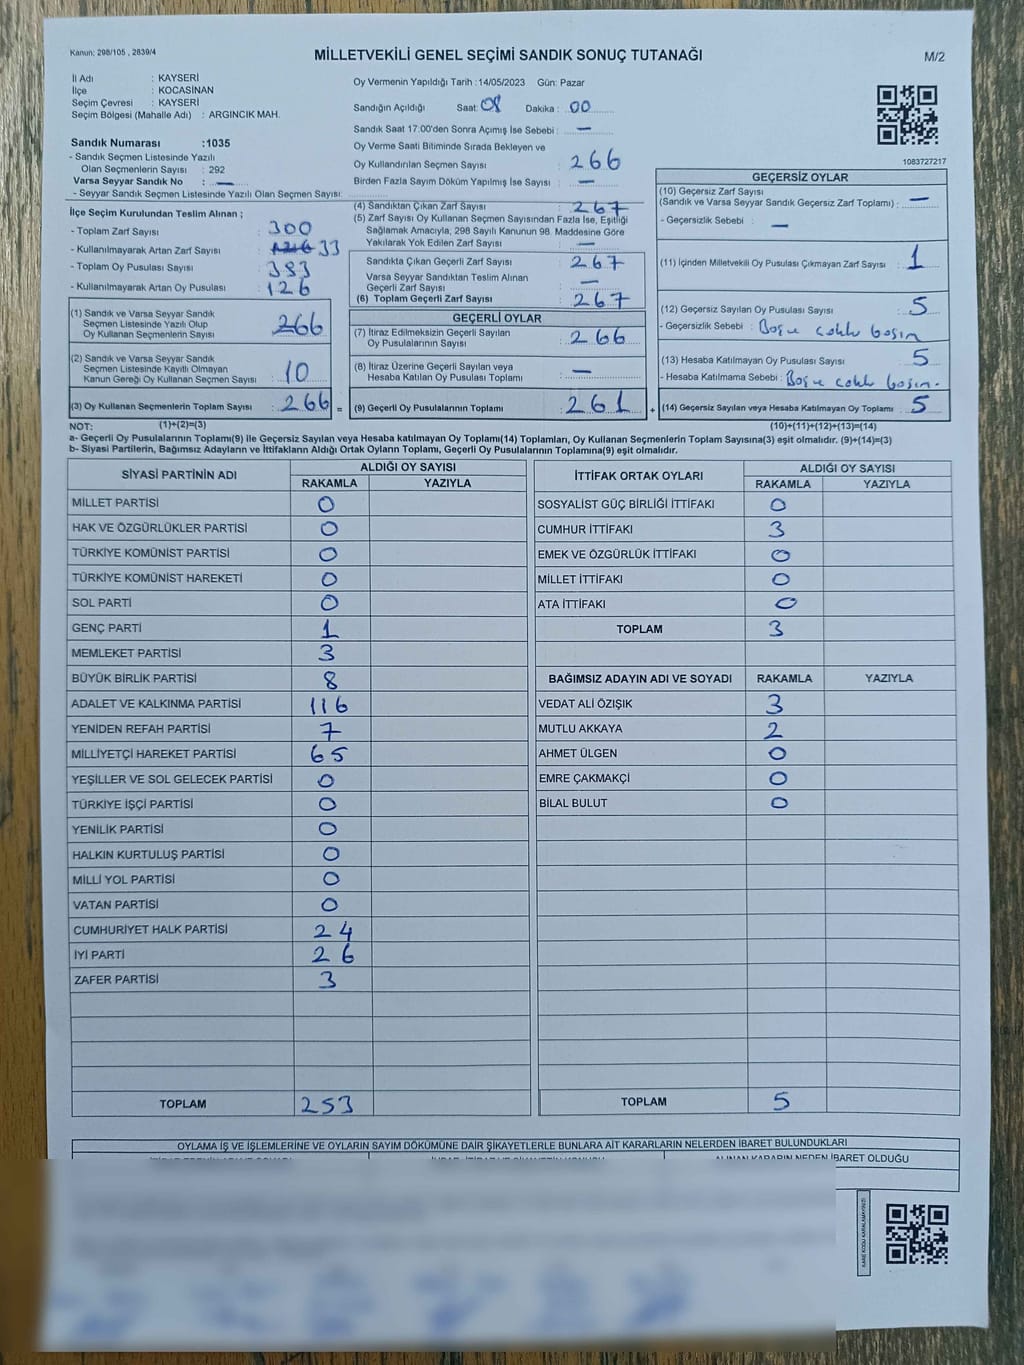 Kanun: 298/105 , 2839/4
MİLLETVEKİLİ GENEL SEÇİMİ SANDIK SONUÇ TUTANAĞI
M/2
İl Adı : KAYSERİ
İlçe : KOCASİNAN
Seçim Çevresi : KAYSERİ
Seçim Bölgesi (Mahalle Adı) : ARGINCIK MAH.
Sandık Numarası :1035
- Sandık Seçmen Listesinde Yazılı
Olan Seçmenlerin Sayısı : 292
Varsa Seyyar Sandık No : —
- Seyyar Sandık Seçmen Listesinde Yazılı Olan Seçmen Sayısı:
Oy Vermenin Yapıldığı Tarih : 14/05/2023 Gün: Pazar
Sandığın Açıldığı Saat: 08 Dakika : 00
Sandık Saat 17:00'den Sonra Açımış İse Sebebi : —
Oy Verme Saati Bitiminde Sırada Bekleyen ve
Oy Kullandırılan Seçmen Sayısı : 266
Birden Fazla Sayım Döküm Yapılmış İse Sayısı : —
1083727217
İlçe Seçim Kurulundan Teslim Alınan ;
- Toplam Zarf Sayısı : 300
- Kullanılmayarak Artan Zarf Sayısı : 33
- Toplam Oy Pusulası Sayısı : 383
- Kullanılmayarak Artan Oy Pusulası : 126
(1) Sandık ve Varsa Seyyar Sandık
Seçmen Listesinde Yazılı Olup
Oy Kullanan Seçmenlerin Sayısı : 266
(2) Sandık ve Varsa Seyyar Sandık
Seçmen Listesinde Kayıtlı Olmayan
Kanun Gereği Oy Kullanan Seçmen Sayısı : 10
(3) Oy Kullanan Seçmenlerin Toplam Sayısı : 266 =
(4) Sandıktan Çıkan Zarf Sayısı : 267
(5) Zarf Sayısı Oy Kullanan Seçmen Sayısından Fazla İse, Eşitliği
Sağlamak Amacıyla; 298 Sayılı Kanunun 98. Maddesine Göre
Yakılarak Yok Edilen Zarf Sayısı : —
Sandıkta Çıkan Geçerli Zarf Sayısı : 267
Varsa Seyyar Sandıktan Teslim Alınan
Geçerli Zarf Sayısı : —
(6) Toplam Geçerli Zarf Sayısı : 267
GEÇERLİ OYLAR
(7) İtiraz Edilmeksizin Geçerli Sayılan
Oy Pusulalarının Sayısı : 266
(8) İtiraz Üzerine Geçerli Sayılan veya
Hesaba Katılan Oy Pusulası Toplamı : —
(9) Geçerli Oy Pusulalarının Toplamı : 261 +
GEÇERSİZ OYLAR
(10) Geçersiz Zarf Sayısı
(Sandık ve Varsa Seyyar Sandık Geçersiz Zarf Toplamı) : —
- Geçersizlik Sebebi : —
(11) İçinden Milletvekili Oy Pusulası Çıkmayan Zarf Sayısı : 1
(12) Geçersiz Sayılan Oy Pusulası Sayısı : 5
- Geçersizlik Sebebi :
(13) Hesaba Katılmayan Oy Pusulası Sayısı : 5
- Hesaba Katılmama Sebebi :
(14) Geçersiz Sayılan veya Hesaba Katılmayan Oy Toplamı : 5
NOT: (1)+(2)=(3) (10)+(11)+(12)+(13)=(14)
a- Geçerli Oy Pusulalarının Toplamı(9) ile Geçersiz Sayılan veya Hesaba katılmayan Oy Toplamı(14) Toplamları, Oy Kullanan Seçmenlerin Toplam Sayısına(3) eşit olmalıdır. (9)+(14)=(3)
b- Siyasi Partilerin, Bağımsız Adayların ve İttifakların Aldığı Ortak Oyların Toplamı, Geçerli Oy Pusulalarının Toplamına(9) eşit olmalıdır.
SİYASİ PARTİNİN ADI ALDIĞI OY SAYISI
RAKAMLA YAZIYLA
MİLLET PARTİSİ 0
HAK VE ÖZGÜRLÜKLER PARTİSİ 0
TÜRKİYE KOMÜNİST PARTİSİ 0
TÜRKİYE KOMÜNİST HAREKETİ 0
SOL PARTİ 0
GENÇ PARTİ 1
MEMLEKET PARTİSİ 3
BÜYÜK BİRLİK PARTİSİ 8
ADALET VE KALKINMA PARTİSİ 116
YENİDEN REFAH PARTİSİ 7
MİLLİYETÇİ HAREKET PARTİSİ 65
YEŞİLLER VE SOL GELECEK PARTİSİ 0
TÜRKİYE İŞÇİ PARTİSİ 0
YENİLİK PARTİSİ 0
HALKIN KURTULUŞ PARTİSİ 0
MİLLİ YOL PARTİSİ 0
VATAN PARTİSİ 0
CUMHURİYET HALK PARTİSİ 24
İYİ PARTİ 26
ZAFER PARTİSİ 3
TOPLAM 253
İTTİFAK ORTAK OYLARI ALDIĞI OY SAYISI
RAKAMLA YAZIYLA
SOSYALİST GÜÇ BİRLİĞİ İTTİFAKI 0
CUMHUR İTTİFAKI 3
EMEK VE ÖZGÜRLÜK İTTİFAKI 0
MİLLET İTTİFAKI 0
ATA İTTİFAKI 0
TOPLAM 3
BAĞIMSIZ ADAYIN ADI VE SOYADI RAKAMLA YAZIYLA
VEDAT ALİ ÖZIŞIK 3
MUTLU AKKAYA 2
AHMET ÜLGEN 0
EMRE ÇAKMAKÇİ 0
BİLAL BULUT 0
TOPLAM 5
OYLAMA İŞ VE İŞLEMLERİNE VE OYLARIN SAYIM DÖKÜMÜNE DAİR ŞİKAYETLERLE BUNLARA AİT KARARLARIN NELERDEN İBARET BULUNDUKLARI
ALINAN KARARIN NEDEN İBARET OLDUĞU
KARE KODU KARALAMAYINIZ!